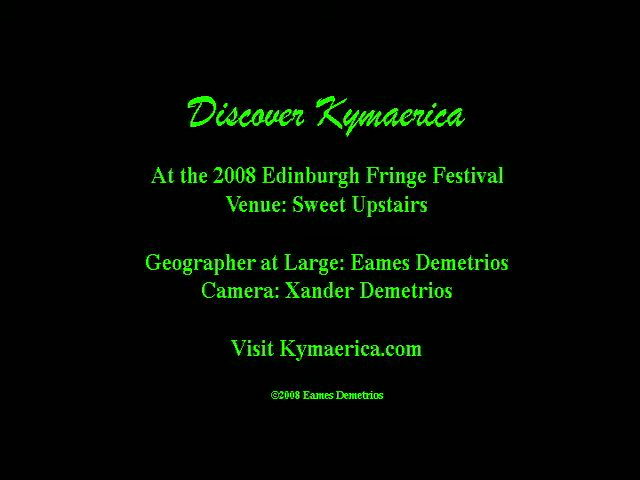 Discover Kymaerica
At the 2008 Edinburgh Fringe Festival
Venue: Sweet Upstairs
Geographer at Large: Eames Demetrios
Camera: Xander Demetrios
Visit Kymaerica.com
©2008 Eames Demetrios